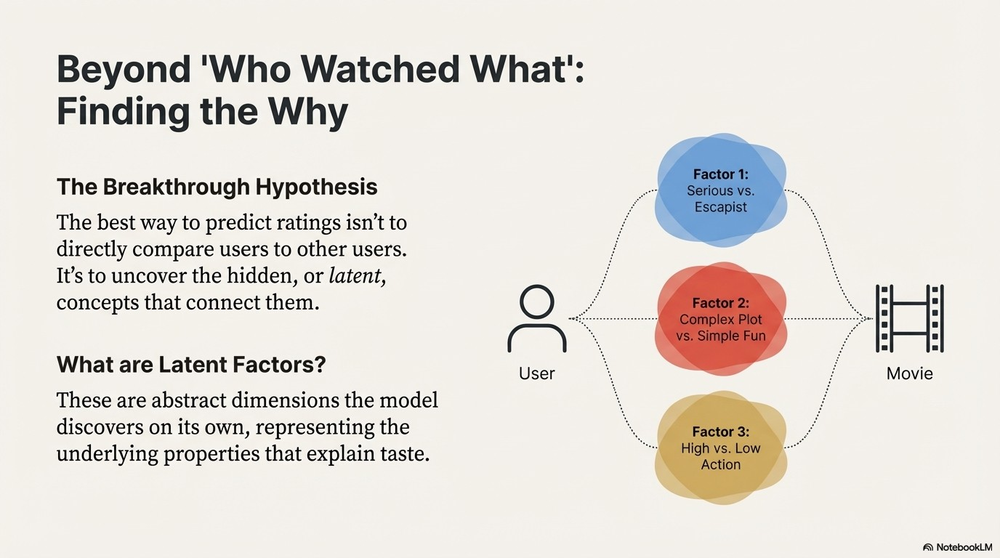 Beyond 'Who Watched What':
Finding the Why
The Breakthrough Hypothesis
The best way to predict ratings isn’t to
directly compare users to other users.
It’s to uncover the hidden, or latent,
concepts that connect them.
What are Latent Factors?
These are abstract dimensions the model
discovers on its own, representing the
underlying properties that explain taste.
User
Factor 1:
Serious vs.
Escapist
Factor 2:
Complex Plot
vs. Simple Fun
Factor 3:
High vs. Low
Action
Movie
NotebookLM